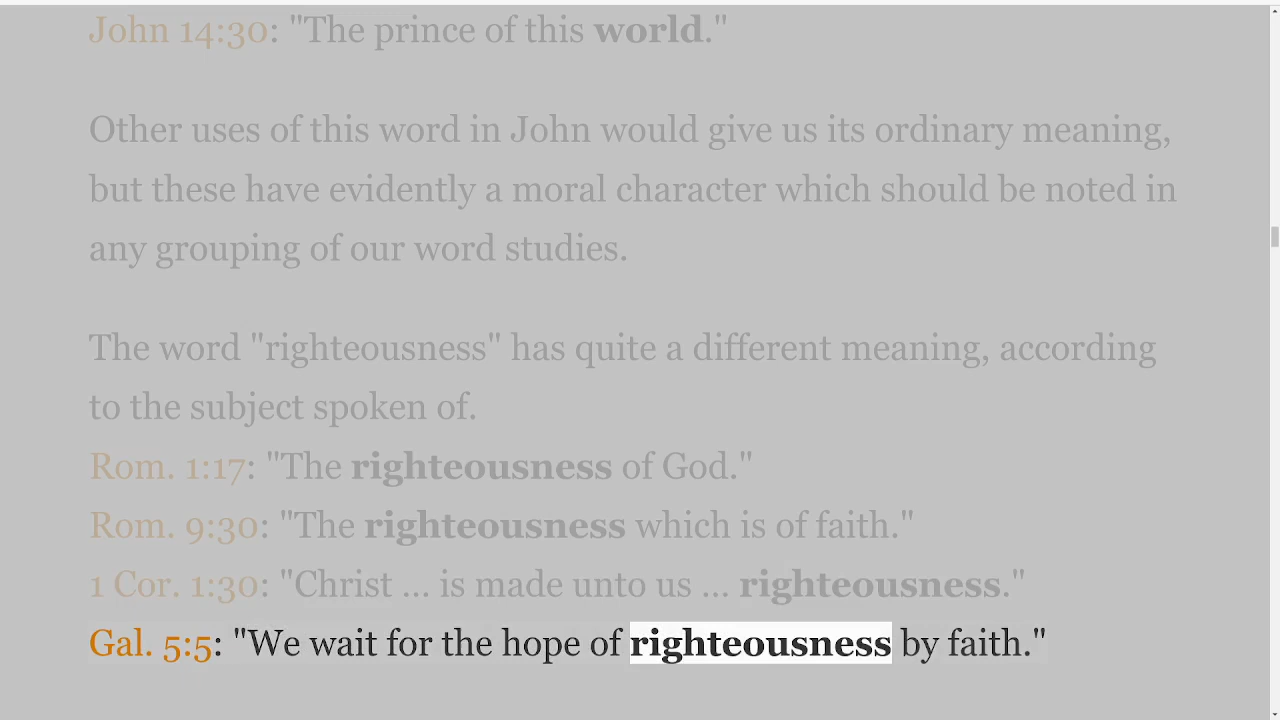 John 14:30: "The prince of this world."
Other uses of this word in John would give us its ordinary meaning,
but these have evidently a moral character which should be noted in
any grouping of our word studies.
The word "righteousness" has quite a different meaning, according
to the subject spoken of.
Rom. 1:17: "The righteousness of God."
Rom. 9:30: "The righteousness which is of faith."
1 Cor. 1:30: "Christ ... is made unto us ... righteousness."
Gal. 5:5: "We wait for the hope of righteousness by faith."